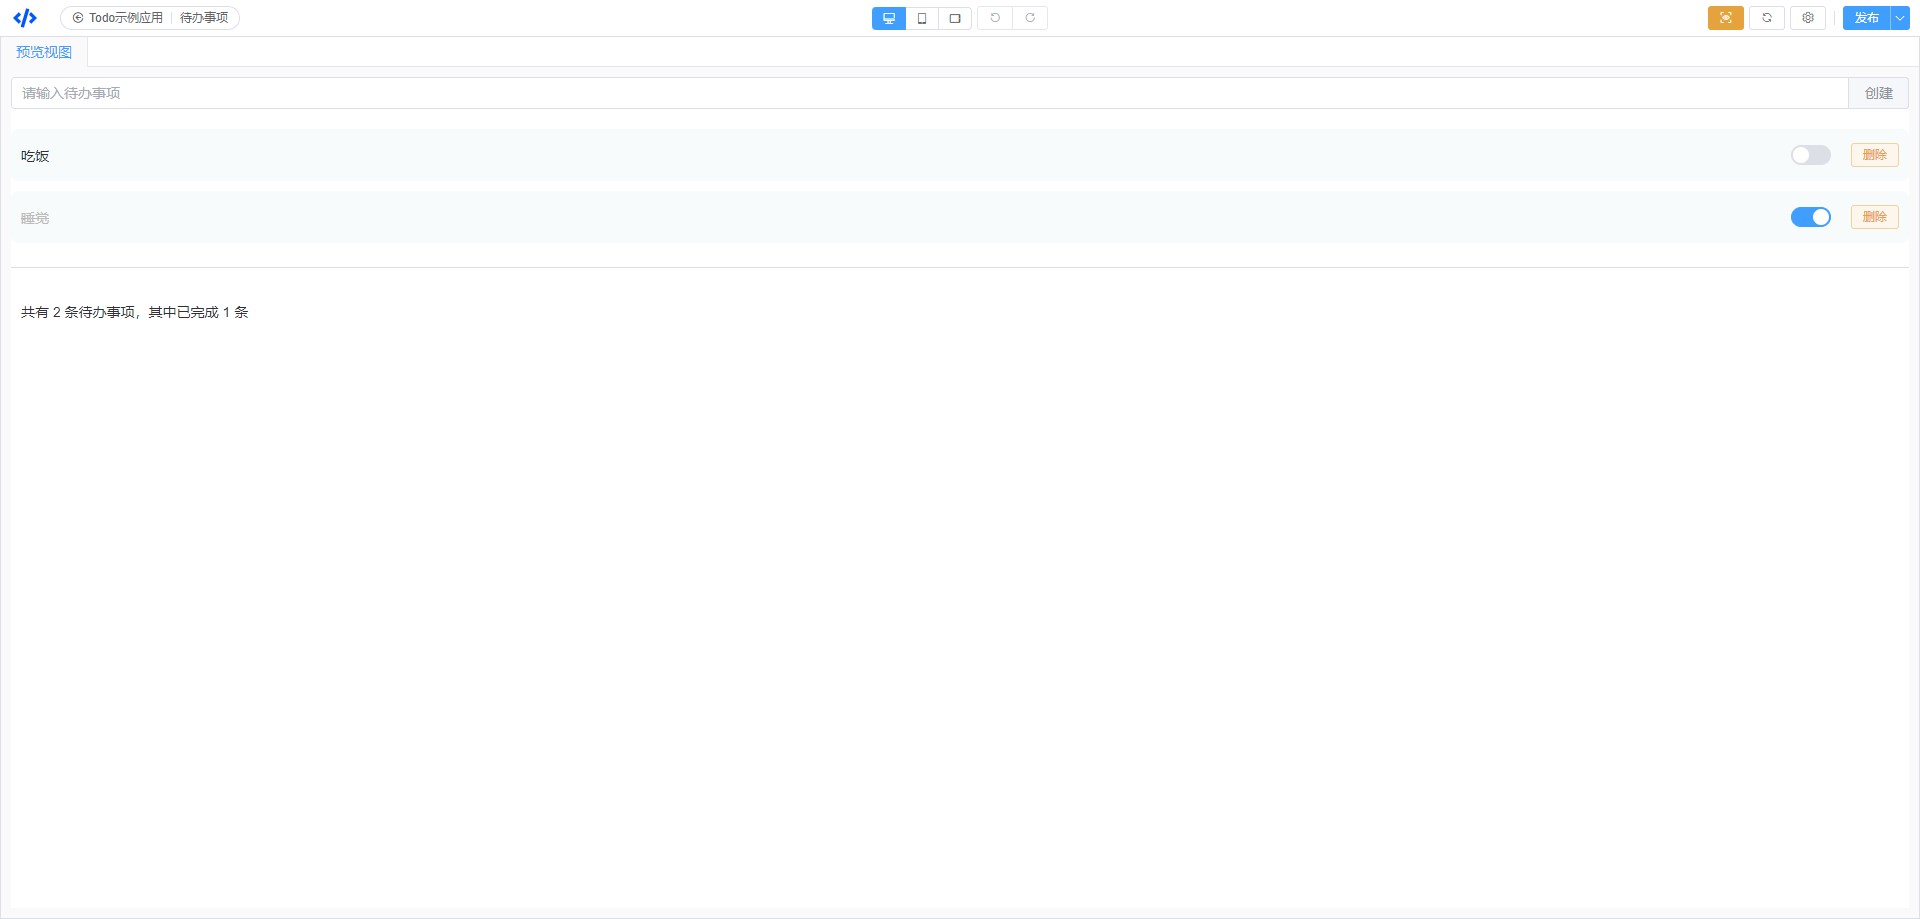 Todo示例应用 待办事项 发布
预览视图
请输入待办事项 创建
吃饭 删除
睡觉 删除
共有 2 条待办事项，其中已完成 1 条